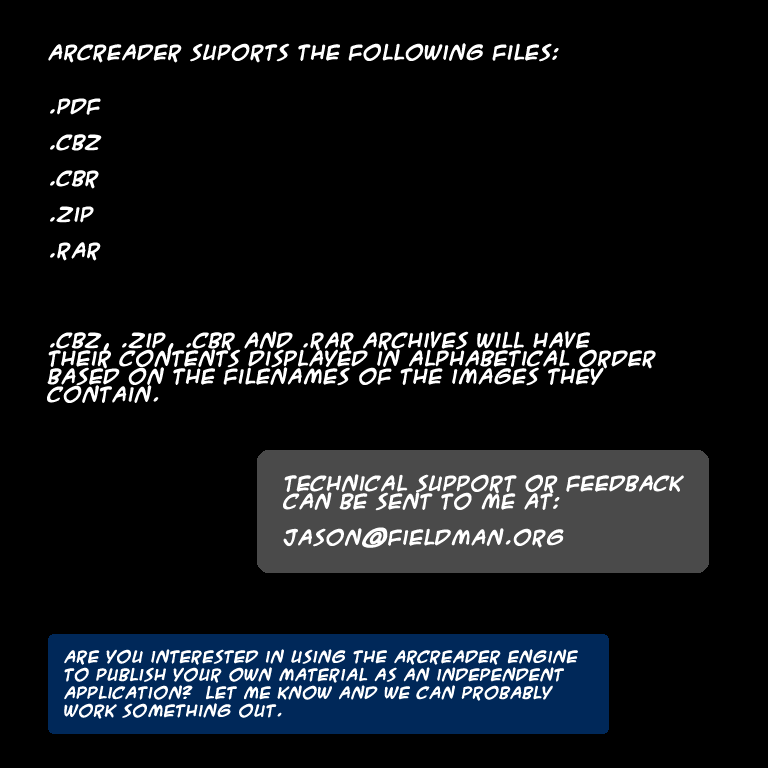 ARCREADER SUPORTS THE FOLLOWING FILES:
.PDF
.CBZ
.CBR
.ZIP
.RAR
.CBZ, .ZIP, .CBR AND .RAR ARCHIVES WILL HAVE
THEIR CONTENTS DISPLAYED IN ALPHABETICAL ORDER
BASED ON THE FILENAMES OF THE IMAGES THEY
CONTAIN.
TECHNICAL SUPPORT OR FEEDBACK
CAN BE SENT TO ME AT:
JASON@FIELDMAN.ORG
ARE YOU INTERESTED IN USING THE ARCREADER ENGINE
TO PUBLISH YOUR OWN MATERIAL AS AN INDEPENDENT
APPLICATION?  LET ME KNOW AND WE CAN PROBABLY
WORK SOMETHING OUT.